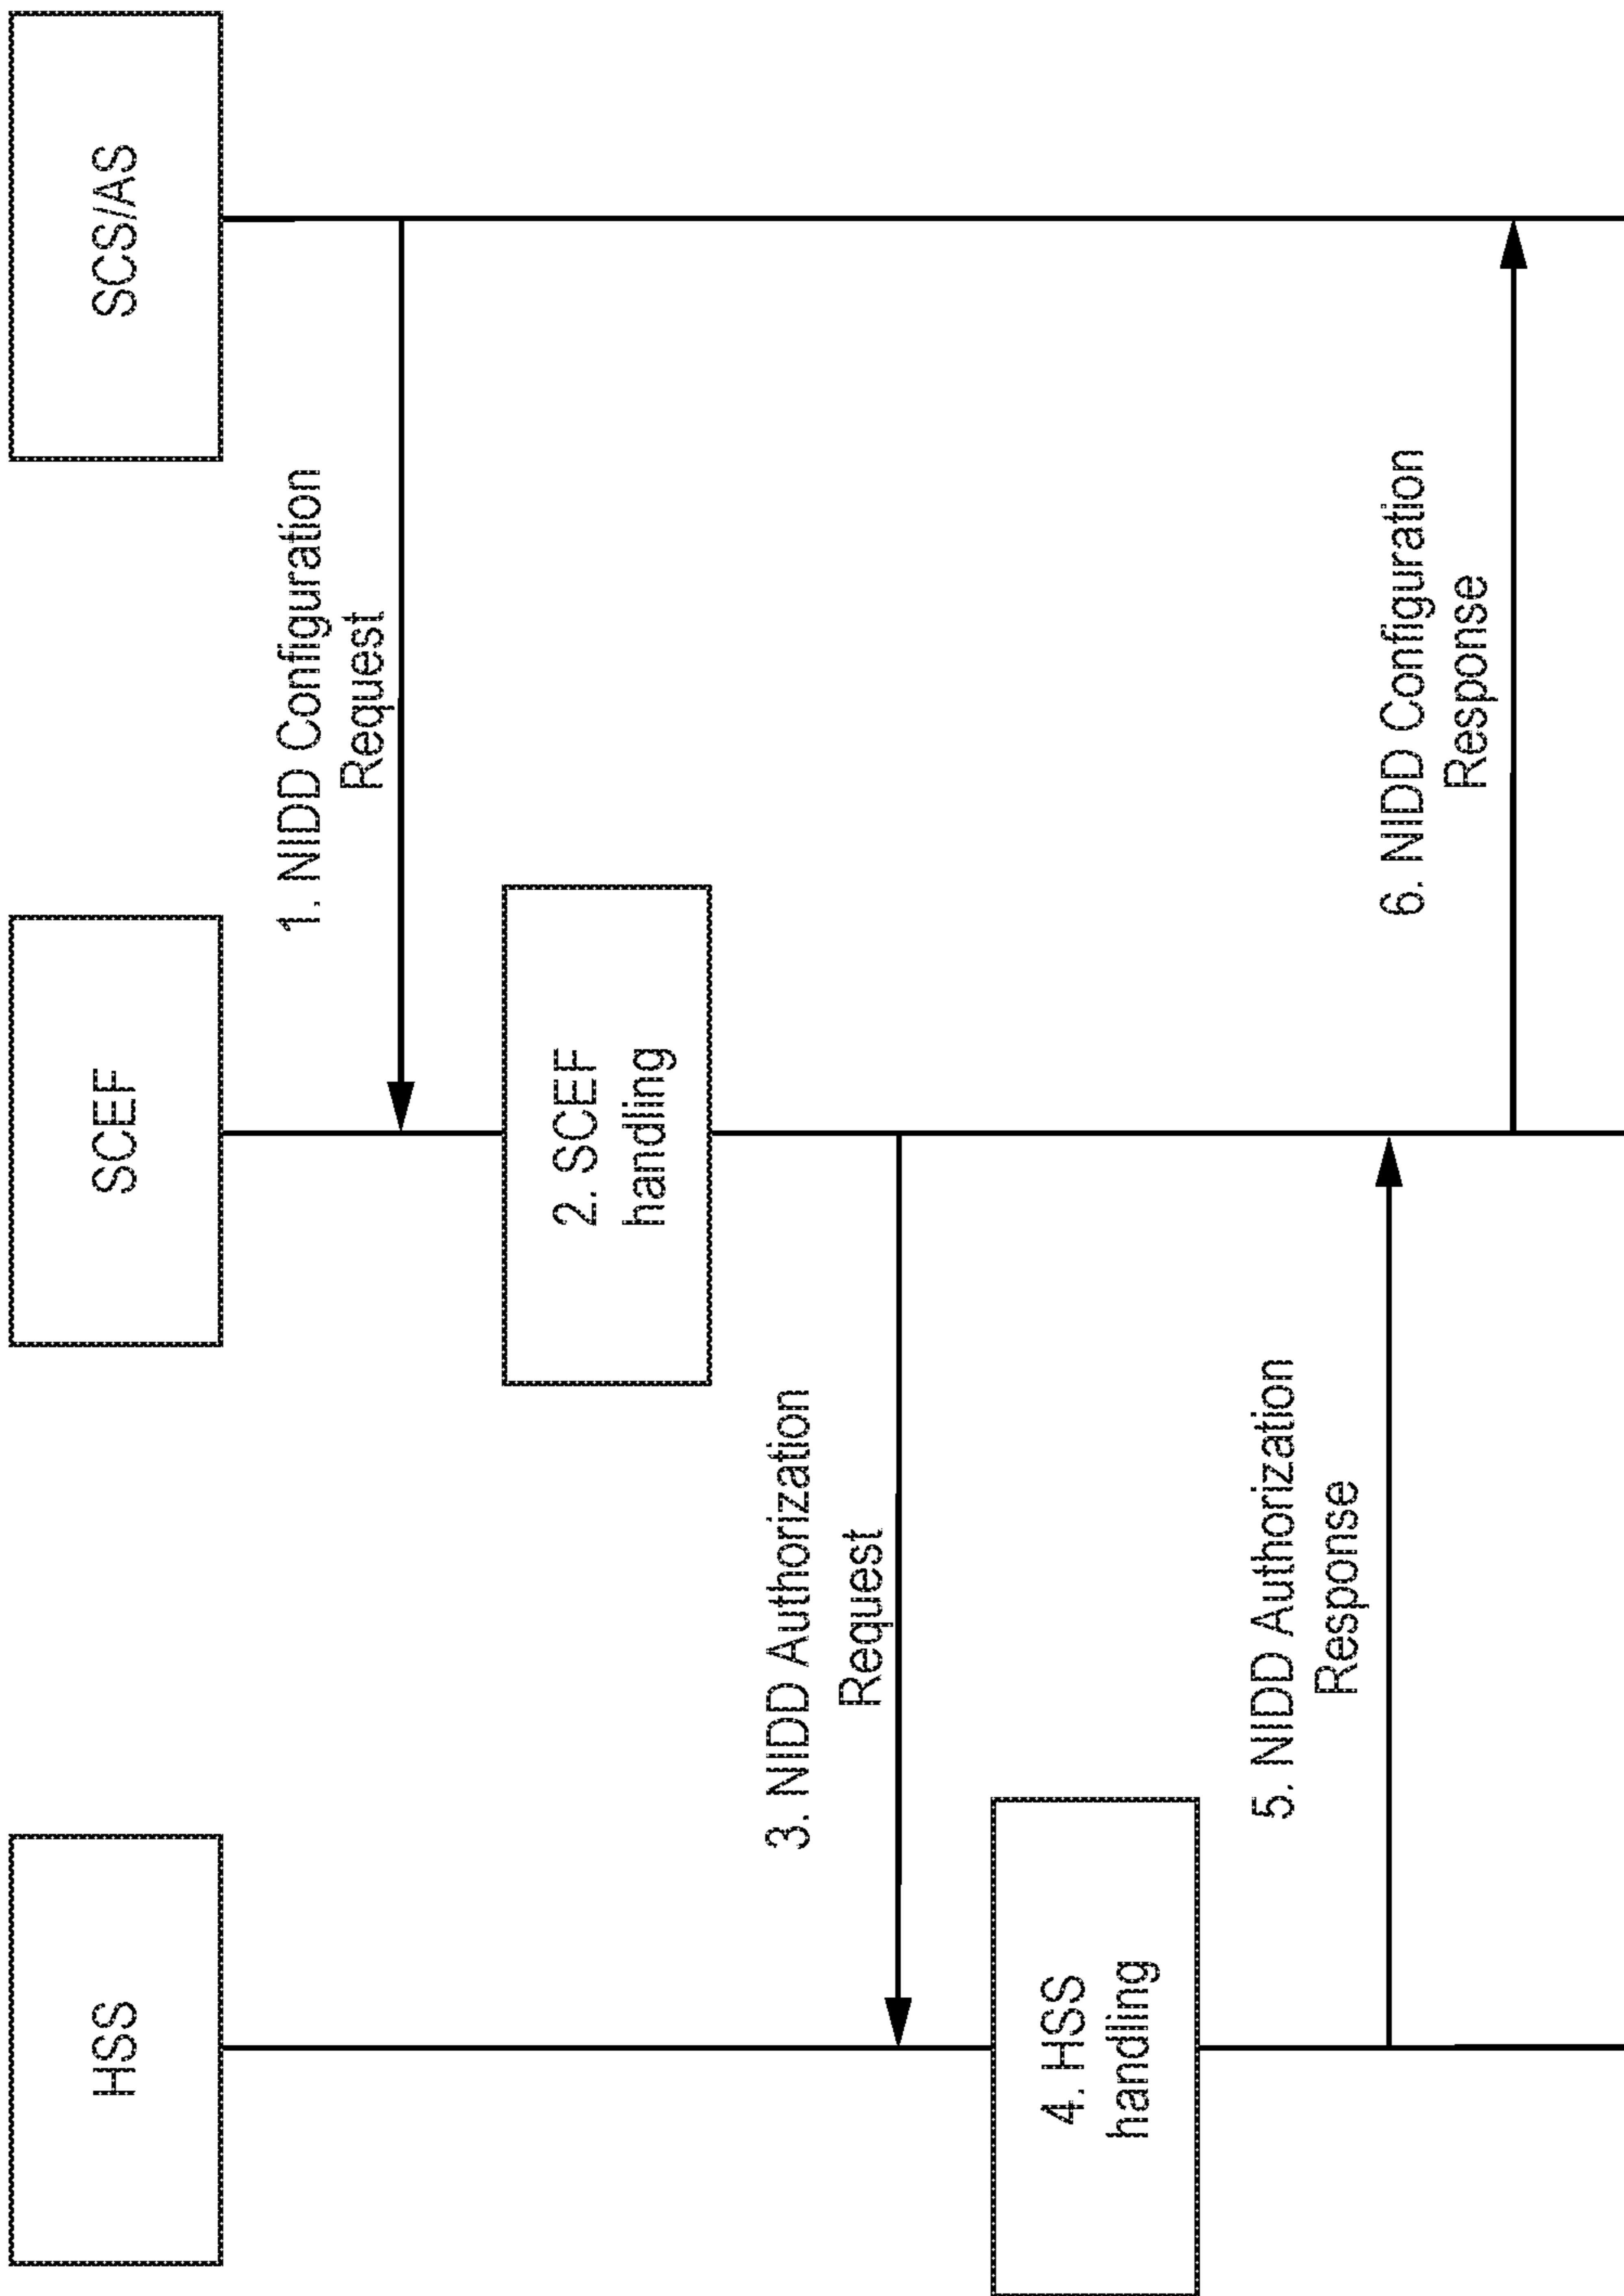 HSS
SCEF
SCS/AS
1. NIDD Configuration
Request
2. SCEF
handling
3. NIDD Authorization
Request
4. HSS
handling
5. NIDD Authorization
Response
6. NIDD Configuration
Response